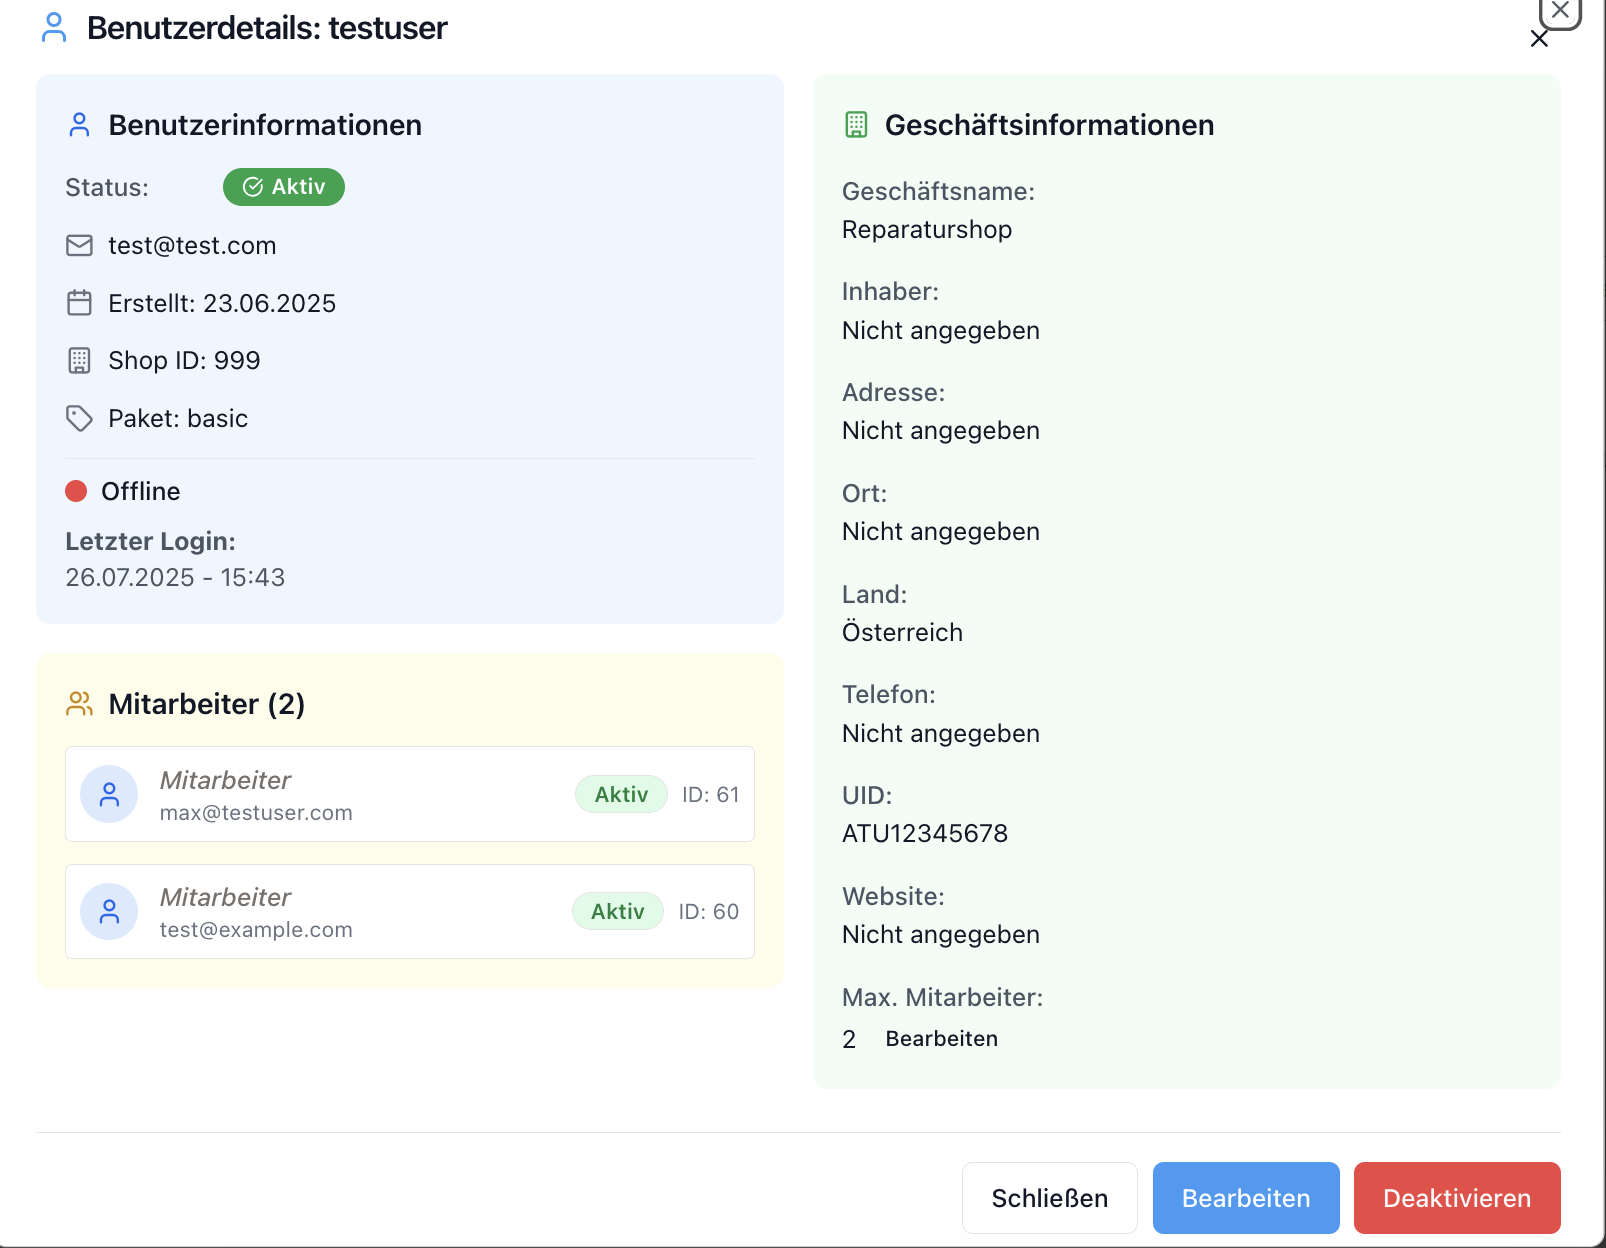 Benutzerdetails: testuser
Benutzerinformationen
Status:
Aktiv
test@test.com
Erstellt: 23.06.2025
Shop ID: 999
Paket: basic
Offline
Letzter Login:
26.07.2025 - 15:43
Mitarbeiter (2)
Mitarbeiter
max@testuser.com
Aktiv
ID: 61
Mitarbeiter
test@example.com
Aktiv
ID: 60
Geschäftsinformationen
Geschäftsname:
Reparaturshop
Inhaber:
Nicht angegeben
Adresse:
Nicht angegeben
Ort:
Nicht angegeben
Land:
Österreich
Telefon:
Nicht angegeben
UID:
ATU12345678
Website:
Nicht angegeben
Max. Mitarbeiter:
2 Bearbeiten
Schließen
Bearbeiten
Deaktivieren